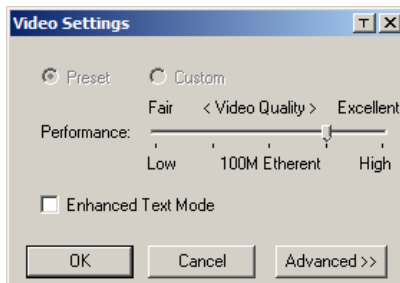 Video Settings T X
Preset Custom
Fair < Video Quality > Excellent
Performance:
Low 100M Etherent High
Enhanced Text Mode
OK Cancel Advanced >>